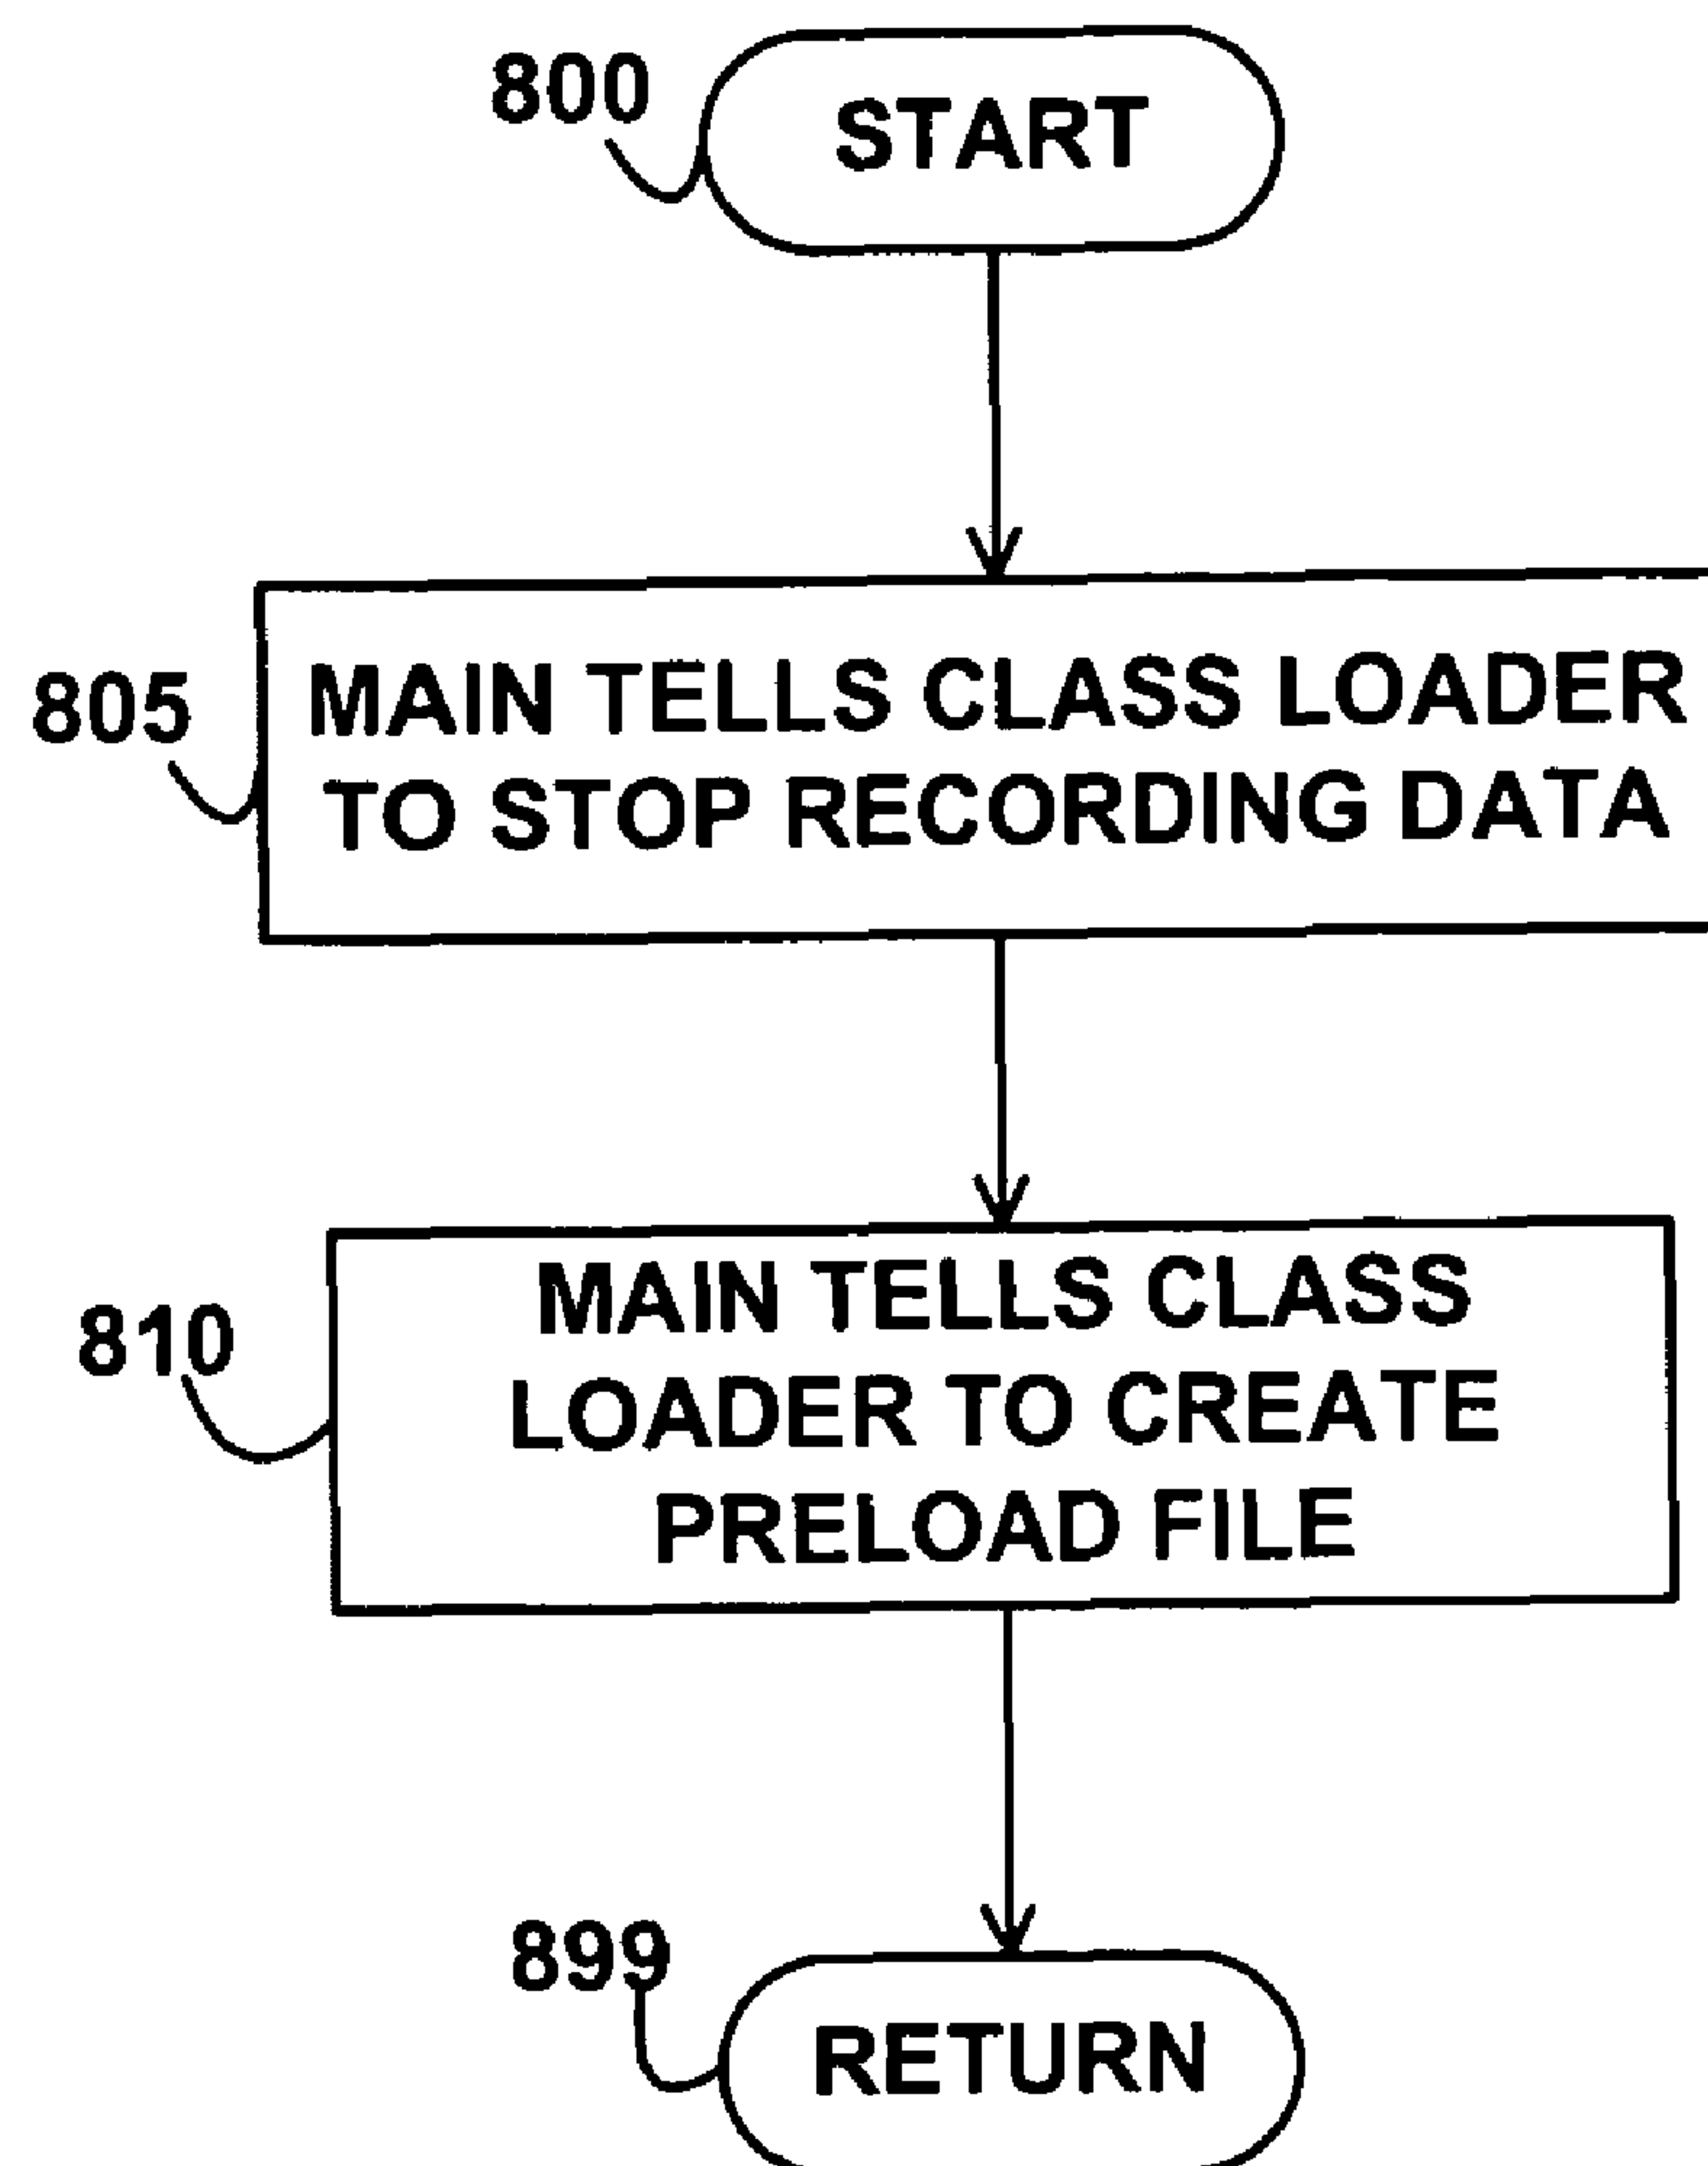 800
START
805
MAIN TELLS CLASS LOADER
TO STOP RECORDING DATA
810
MAIN TELLS CLASS
LOADER TO CREATE
PRELOAD FILE
899
RETURN